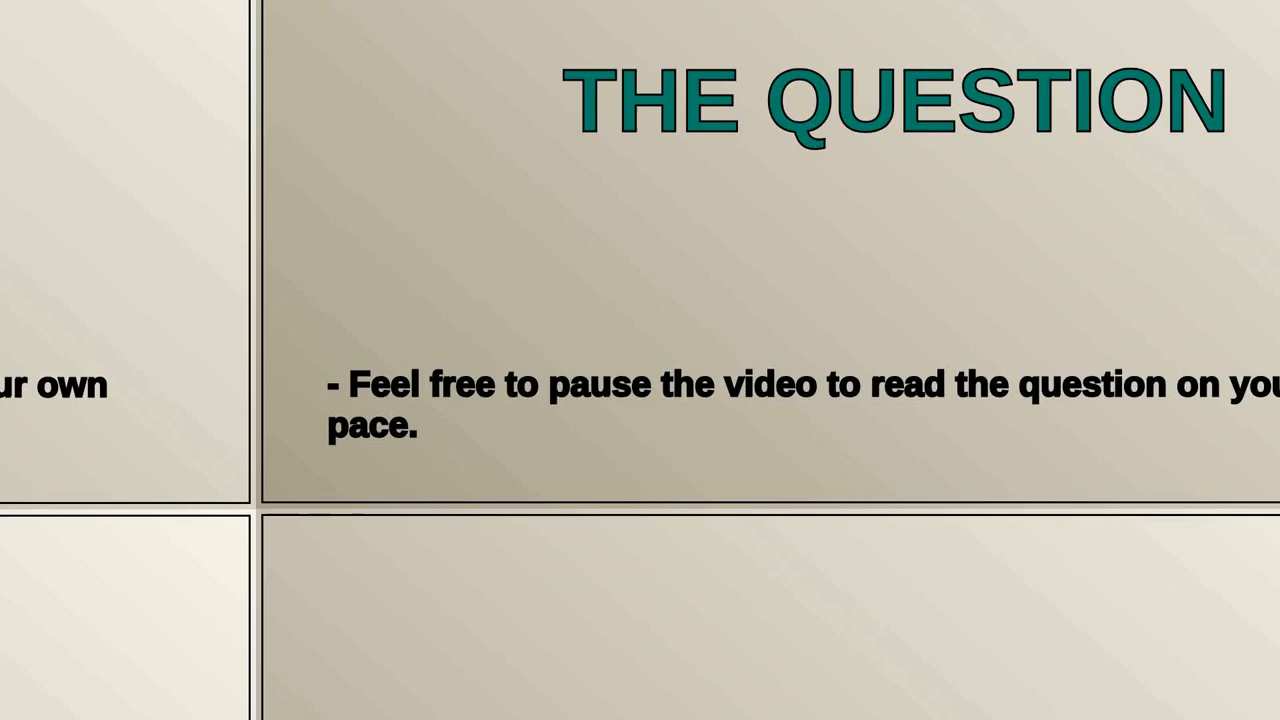 THE QUESTION
ur own
- Feel free to pause the video to read the question on you
pace.